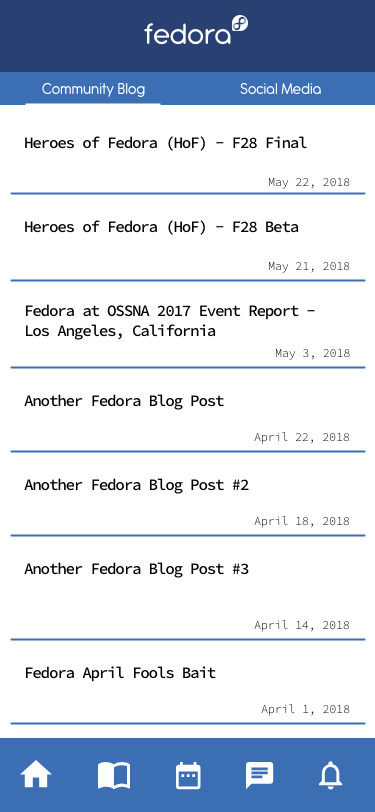 fedora
Community Blog
Social Media
Heroes of Fedora (HoF) - F28 Final
May 22, 2018
Heroes of Fedora (HoF) - F28 Beta
May 21, 2018
Fedora at OSSNA 2017 Event Report -
Los Angeles, California
May 3, 2018
Another Fedora Blog Post
April 22, 2018
Another Fedora Blog Post #2
April 18, 2018
Another Fedora Blog Post #3
April 14, 2018
Fedora April Fools Bait
April 1, 2018